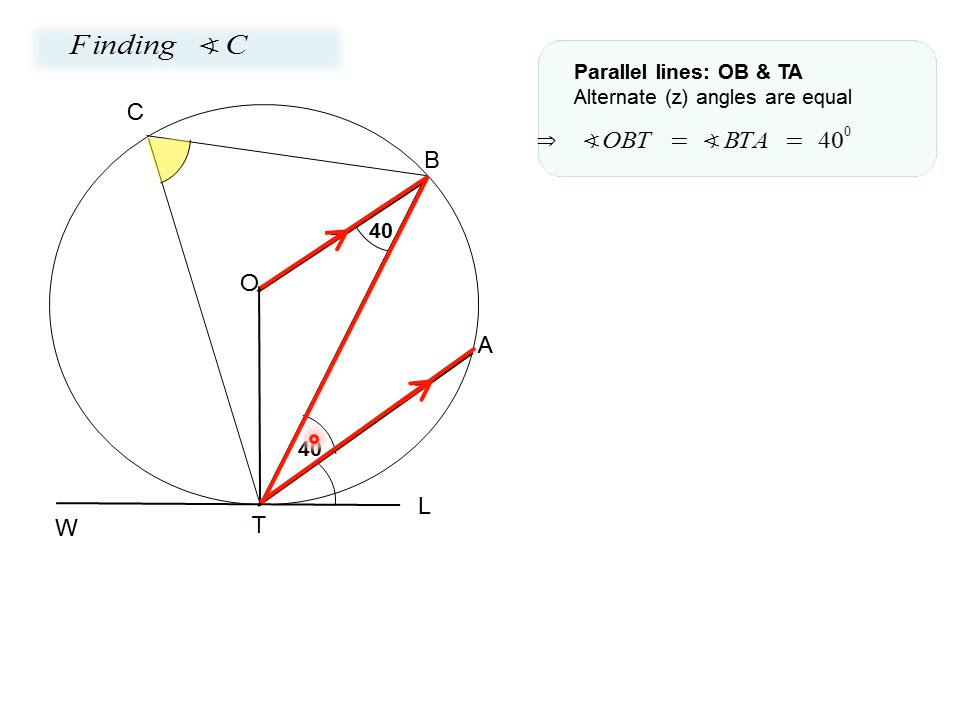 Finding ∢ C
Parallel lines: OB & TA
Alternate (z) angles are equal
⇒ ∢OBT = ∢BTA = 40⁰
C
B
40
O
A
40
L
T
W